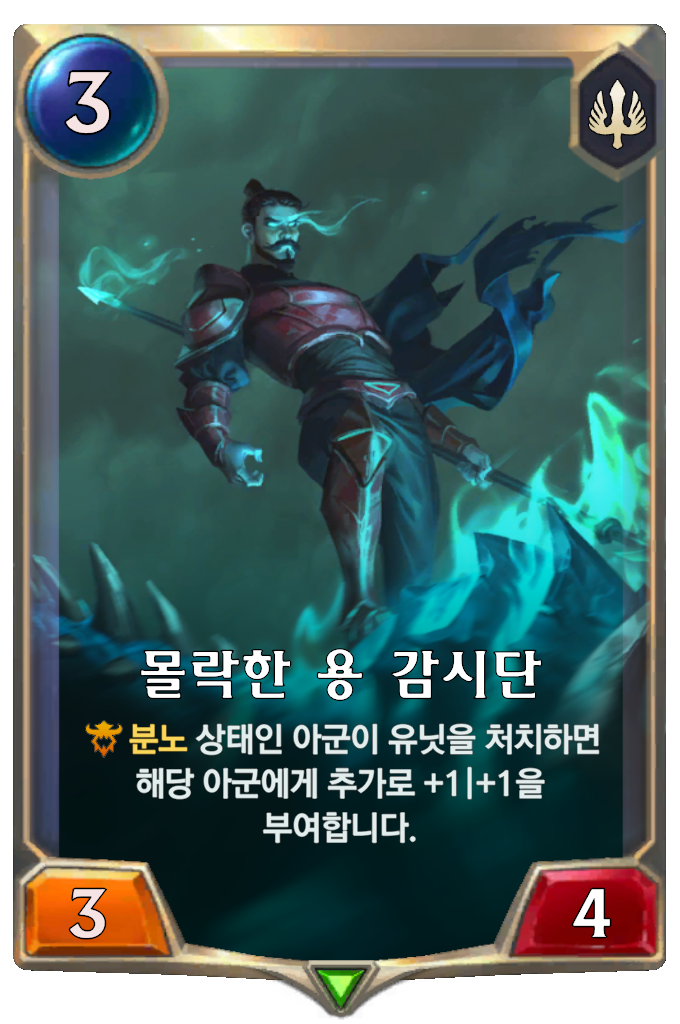 3
몰락한 용 감시단
분노 상태인 아군이 유닛을 처치하면
해당 아군에게 추가로 +1|+1을
부여합니다.
3
4